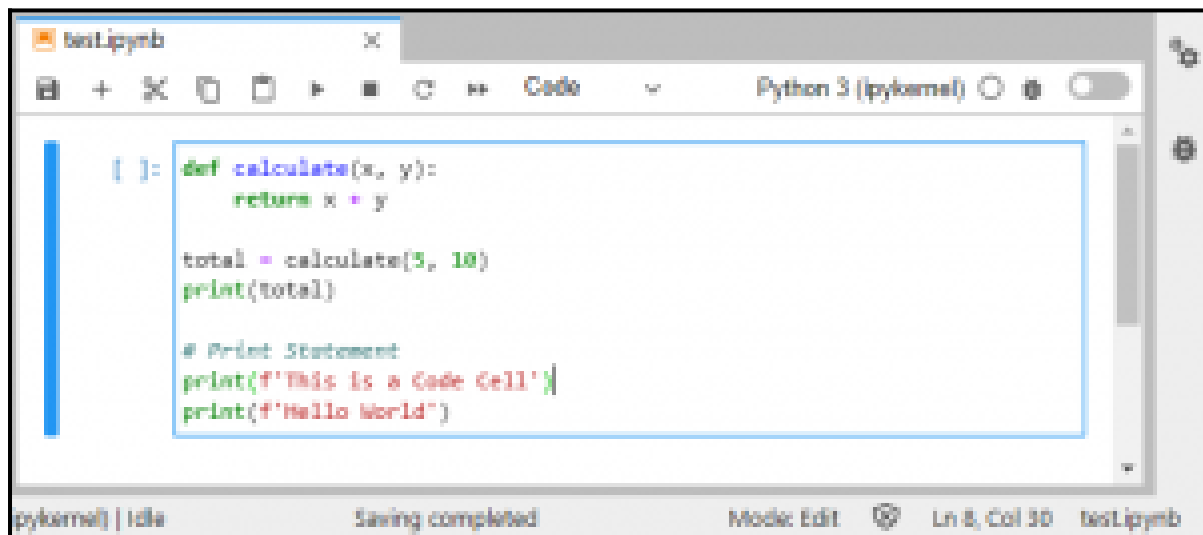 test.ipynb
Code
Python 3 (ipykernel)
[ ]:
def calculate(x, y):
    return x + y
total = calculate(5, 10)
print(total)
# Print Statement
print(f'This is a Code Cell')
print(f"Hello World")
pykernel) | Idle
Saving completed
Mode: Edit
Ln 8, Col 30
test.ipynb